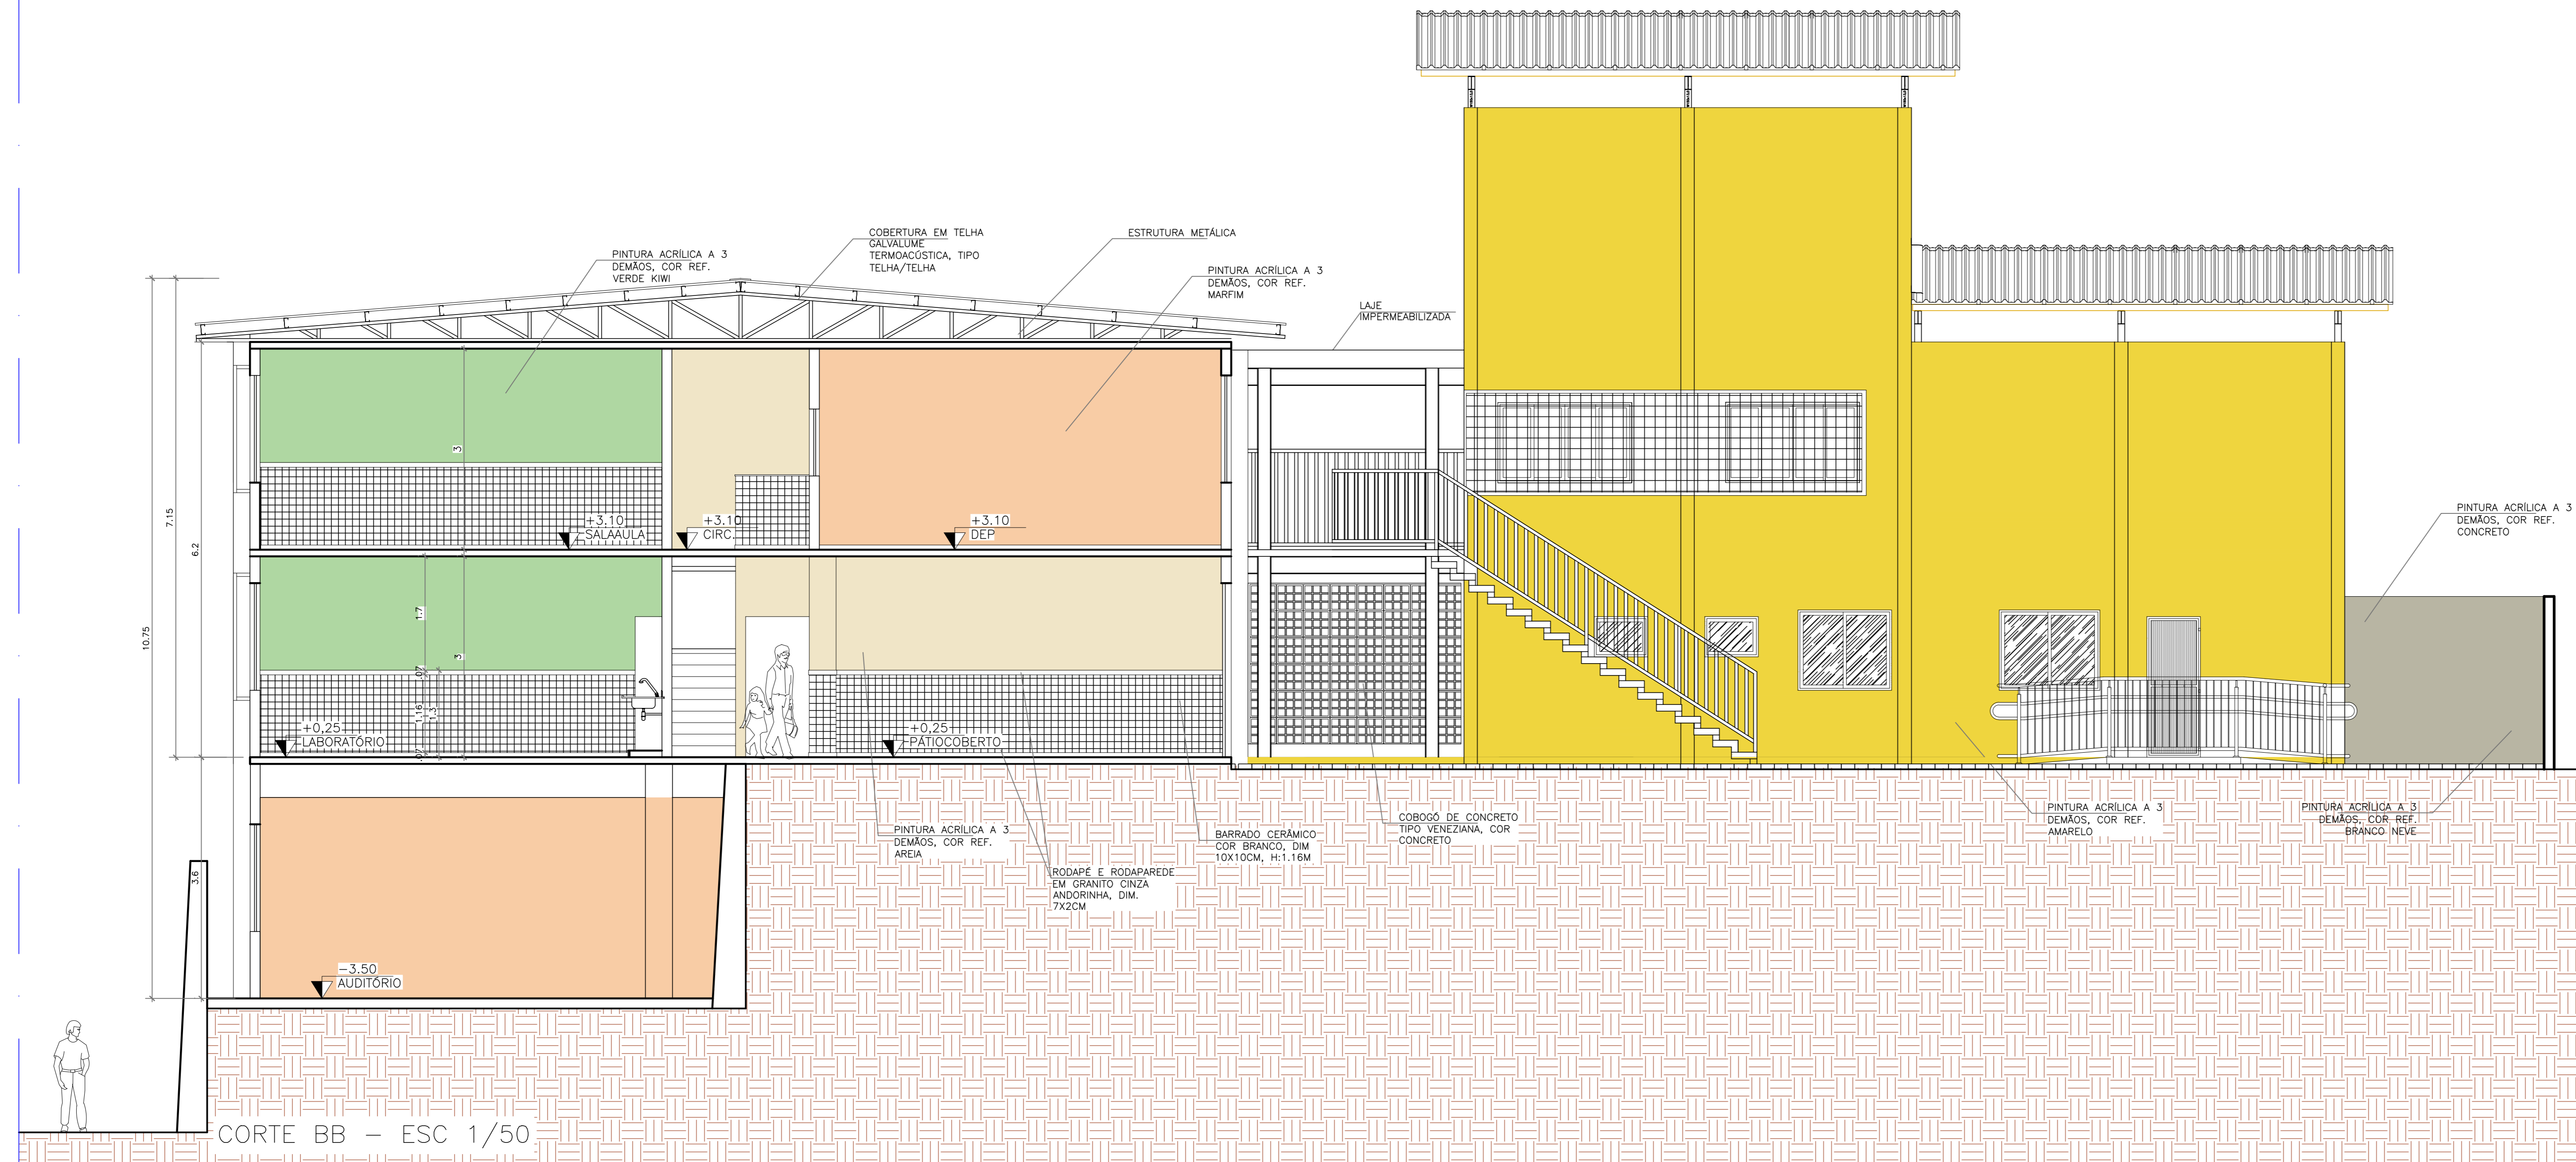 PINTURA ACRÍLICA A 3
DEMÃOS, COR REF.
VERDE KIWI
COBERTURA EM TELHA
GALVALUME
TERMOACÚSTICA, TIPO
TELHA/TELHA
ESTRUTURA METÁLICA
PINTURA ACRÍLICA A 3
DEMÃOS, COR REF.
MARFIM
LAJE
IMPERMEABILIZADA
PINTURA ACRÍLICA A 3
DEMÃOS, COR REF.
CONCRETO
10.75
7.15
6.2
3.6
3
+3.10
SALAAULA
+3.10
CIRC.
+3.10
DEP
1.7
3
.07
1.16
1.3
.07
+0,25
LABORATÓRIO
+0,25
PÁTIOCOBERTO
PINTURA ACRÍLICA A 3
DEMÃOS, COR REF.
AREIA
RODAPÉ E RODAPAREDE
EM GRANITO CINZA
ANDORINHA, DIM.
7X2CM
BARRADO CERÂMICO
COR BRANCO, DIM
10X10CM, H:1.16M
COBOGÓ DE CONCRETO
TIPO VENEZIANA, COR
CONCRETO
PINTURA ACRÍLICA A 3
DEMÃOS, COR REF.
AMARELO
PINTURA ACRÍLICA A 3
DEMÃOS, COR REF.
BRANCO NEVE
−3.50
AUDITÓRIO
CORTE BB − ESC 1/50